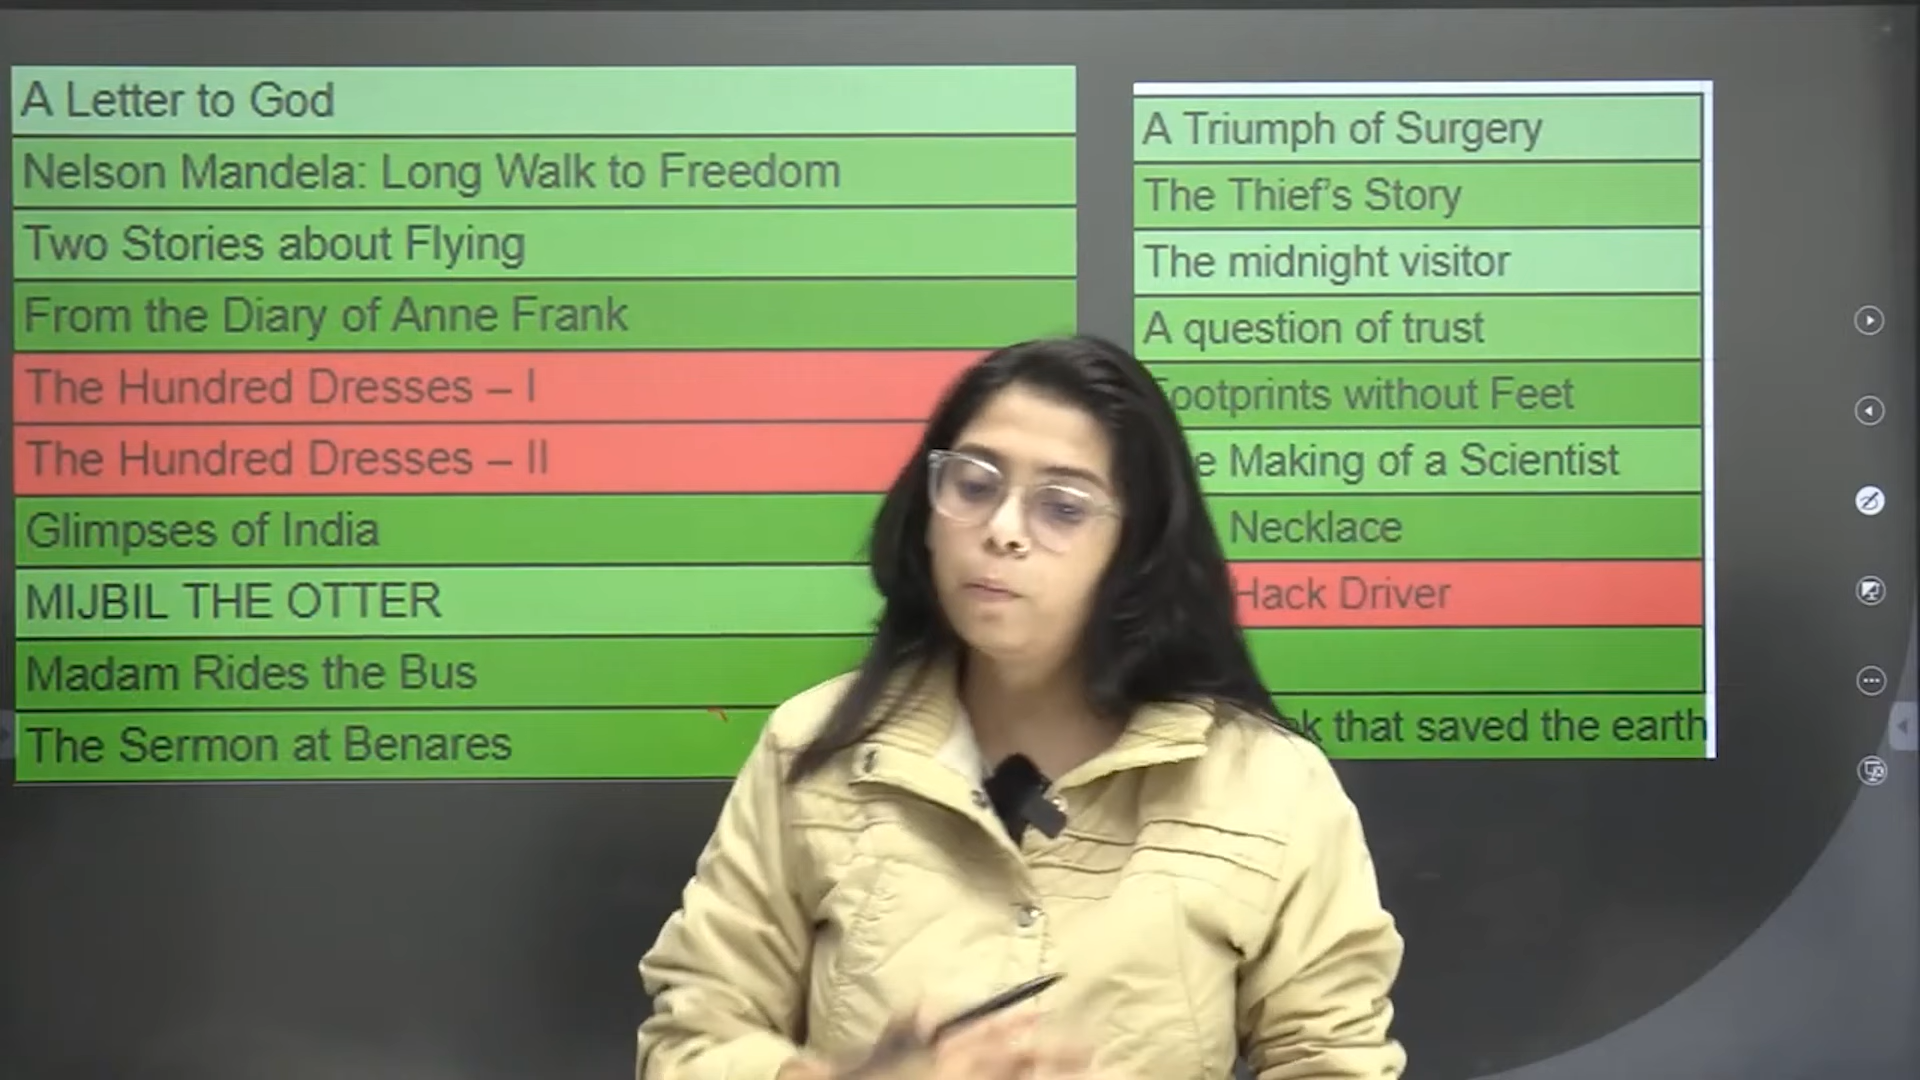 A Letter to God
Nelson Mandela: Long Walk to Freedom
Two Stories about Flying
From the Diary of Anne Frank
The Hundred Dresses – I
The Hundred Dresses – II
Glimpses of India
MIJBIL THE OTTER
Madam Rides the Bus
The Sermon at Benares
A Triumph of Surgery
The Thief’s Story
The midnight visitor
A question of trust
without Feet
Making of a Scientist
Necklace
Hack Driver
that saved the earth